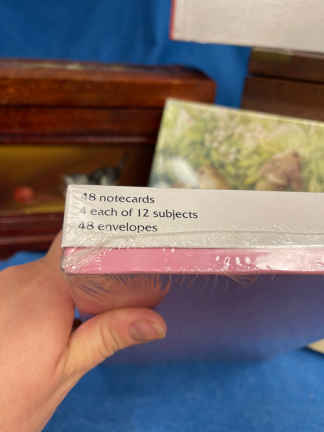 48 notecards
4 each of 12 subjects
48 envelopes